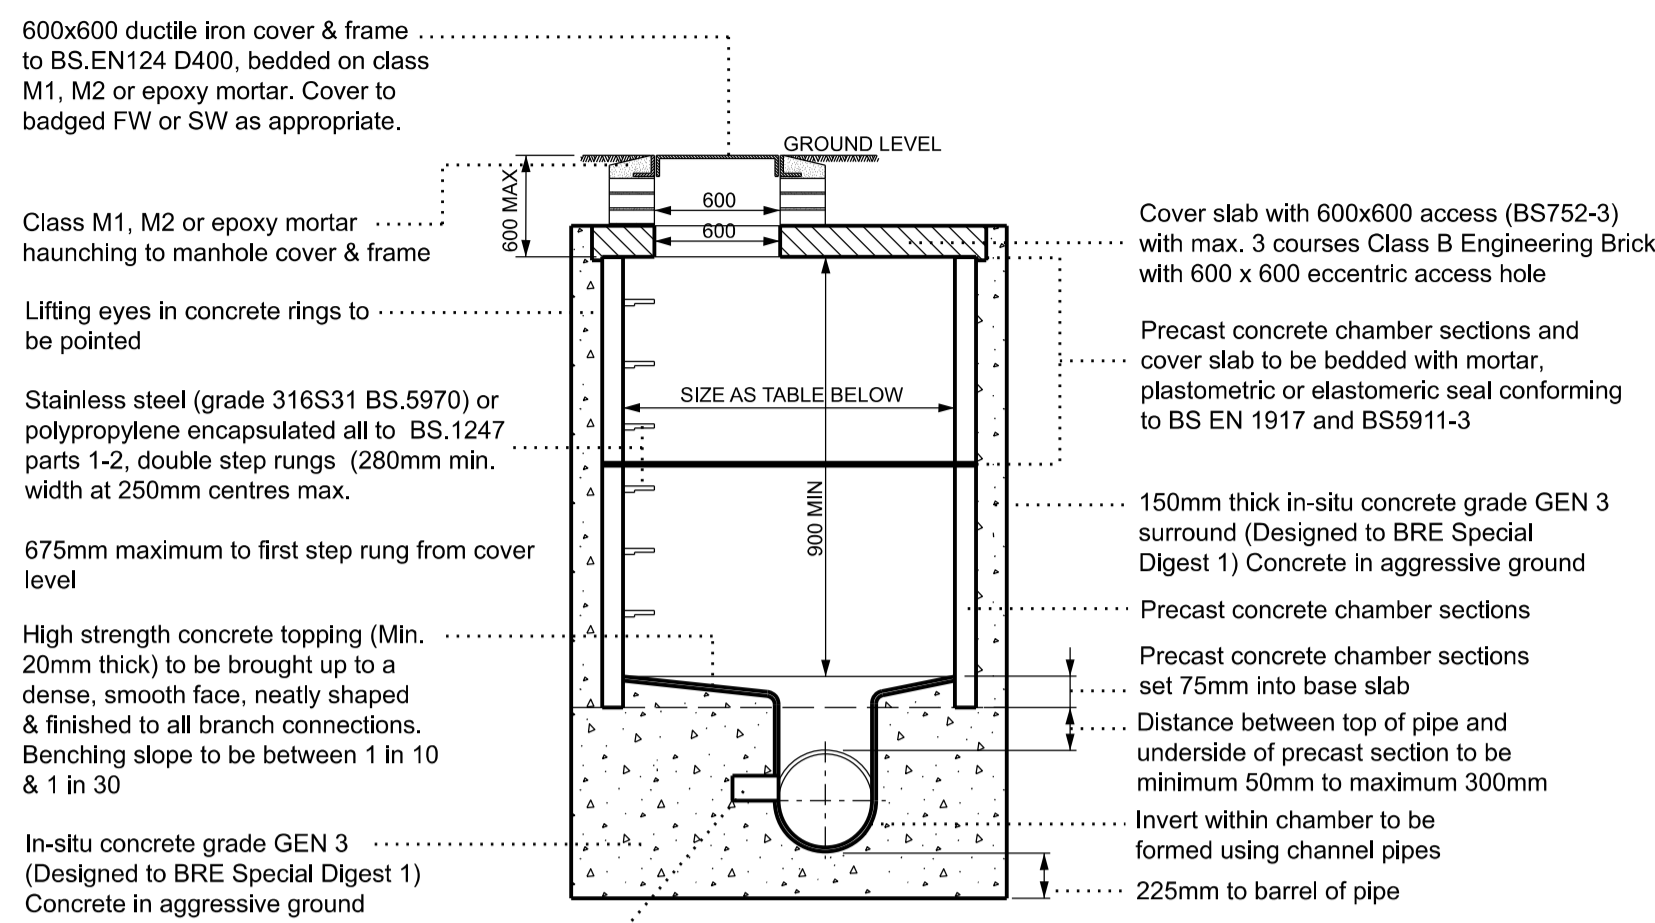 600x600 ductile iron cover & frame
to BS.EN124 D400, bedded on class
M1, M2 or epoxy mortar. Cover to
badged FW or SW as appropriate.
Class M1, M2 or epoxy mortar
haunching to manhole cover & frame
Lifting eyes in concrete rings to
be pointed
Stainless steel (grade 316S31 BS.5970) or
polypropylene encapsulated all to BS.1247
parts 1-2, double step rungs (280mm min.
width at 250mm centres max.
675mm maximum to first step rung from cover
level
High strength concrete topping (Min.
20mm thick) to be brought up to a
dense, smooth face, neatly shaped
& finished to all branch connections.
Benching slope to be between 1 in 10
& 1 in 30
In-situ concrete grade GEN 3
(Designed to BRE Special Digest 1)
Concrete in aggressive ground
GROUND LEVEL
600 MAX
600
600
SIZE AS TABLE BELOW
900 MIN
Cover slab with 600x600 access (BS752-3)
with max. 3 courses Class B Engineering Brick
with 600 x 600 eccentric access hole
Precast concrete chamber sections and
cover slab to be bedded with mortar,
plastometric or elastomeric seal conforming
to BS EN 1917 and BS5911-3
150mm thick in-situ concrete grade GEN 3
surround (Designed to BRE Special
Digest 1) Concrete in aggressive ground
Precast concrete chamber sections
Precast concrete chamber sections
set 75mm into base slab
Distance between top of pipe and
underside of precast section to be
minimum 50mm to maximum 300mm
Invert within chamber to be
formed using channel pipes
225mm to barrel of pipe